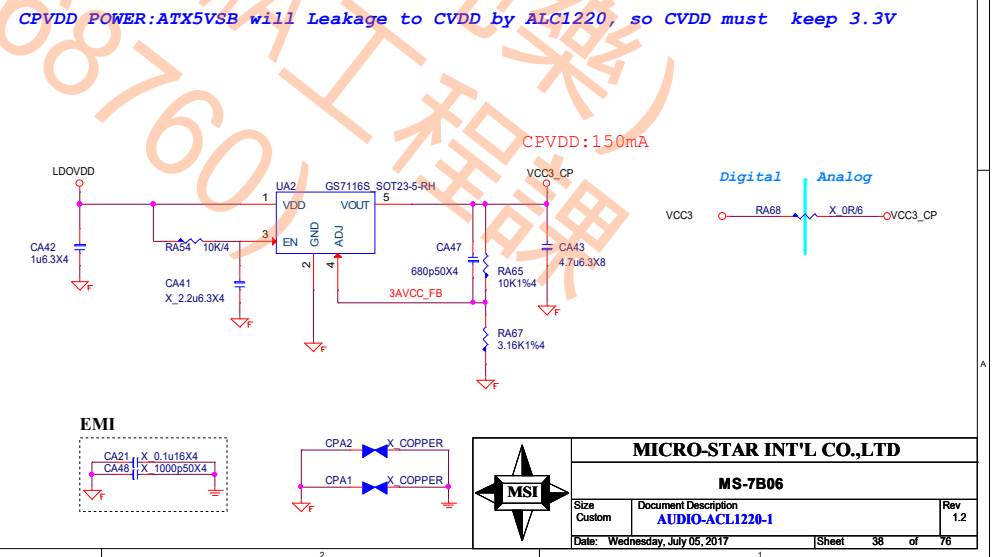 CPVDD POWER:ATX5VSB will Leakage to CVDD by ALC1220, so CVDD must keep 3.3V
樂）
工程課
68760）
CPVDD:150mA
LDOVDD
VCC3_CP
UA2 GS7116S_SOT23-5-RH
1 VDD VOUT 5
3 EN GND ADJ
2 4
CA42
1u6.3X4
RA54 10K/4
CA41
X_2.2u6.3X4
CA47
680p50X4
RA65
10K1%4
CA43
4.7u6.3X8
3AVCC_FB
RA67
3.16K1%4
F
F
F
F
F
Digital Analog
VCC3 RA68 X_0R/6 VCC3_CP
A
EMI
CA21 X_0.1u16X4
CA48 X_1000p50X4
F
CPA2 X_COPPER
CPA1 X_COPPER
F
MSI
MICRO-STAR INT'L CO.,LTD
MS-7B06
Size
Custom
Document Description
AUDIO-ACL1220-1
Rev
1.2
Date: Wednesday, July 05, 2017 Sheet 38 of 76
2 1